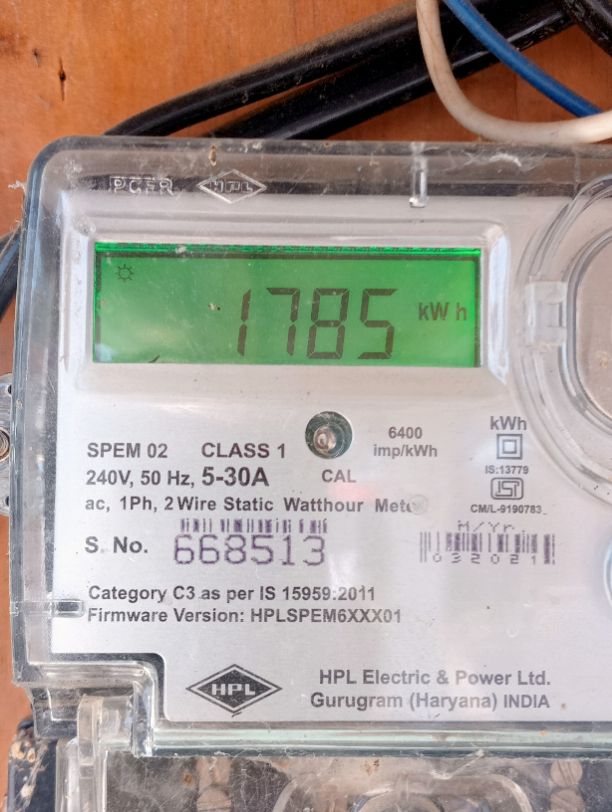 HPL
1785 kW h
6400
imp/kWh
kWh
SPEM 02 CLASS 1
240V, 50 Hz, 5-30A
CAL
IS:13779
CM/L-9190783
ac, 1Ph, 2 Wire Static Watthour Meter
M/Yr.
S. No. 668513
032021
Category C3 as per IS 15959:2011
Firmware Version: HPLSPEM6XXX01
HPL
HPL Electric & Power Ltd.
Gurugram (Haryana) INDIA